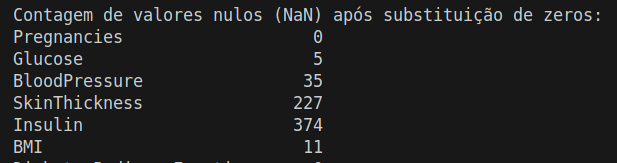 Contagem de valores nulos (NaN) após substituição de zeros:
Pregnancies 0
Glucose 5
BloodPressure 35
SkinThickness 227
Insulin 374
BMI 11